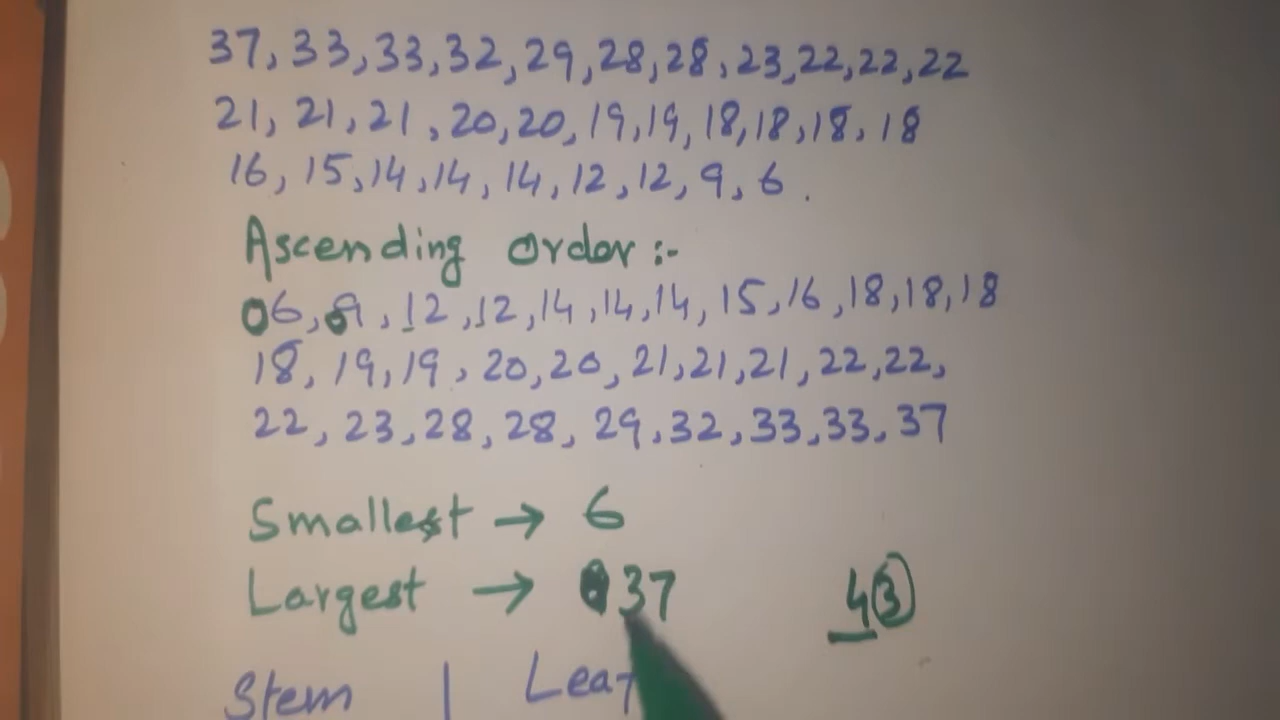 37, 33, 33, 32, 29, 28, 28, 23, 22, 22, 22
21, 21, 21, 20, 20, 19, 19, 18, 18, 18, 18
16, 15, 14, 14, 14, 12, 12, 9, 6.
Ascending Order :-
06, 09, 12, 12, 14, 14, 14, 15, 16, 18, 18, 18
18, 19, 19, 20, 20, 21, 21, 21, 22, 22,
22, 23, 28, 28, 29, 32, 33, 33, 37
Smallest → 6
Largest → 37
43
Stem |